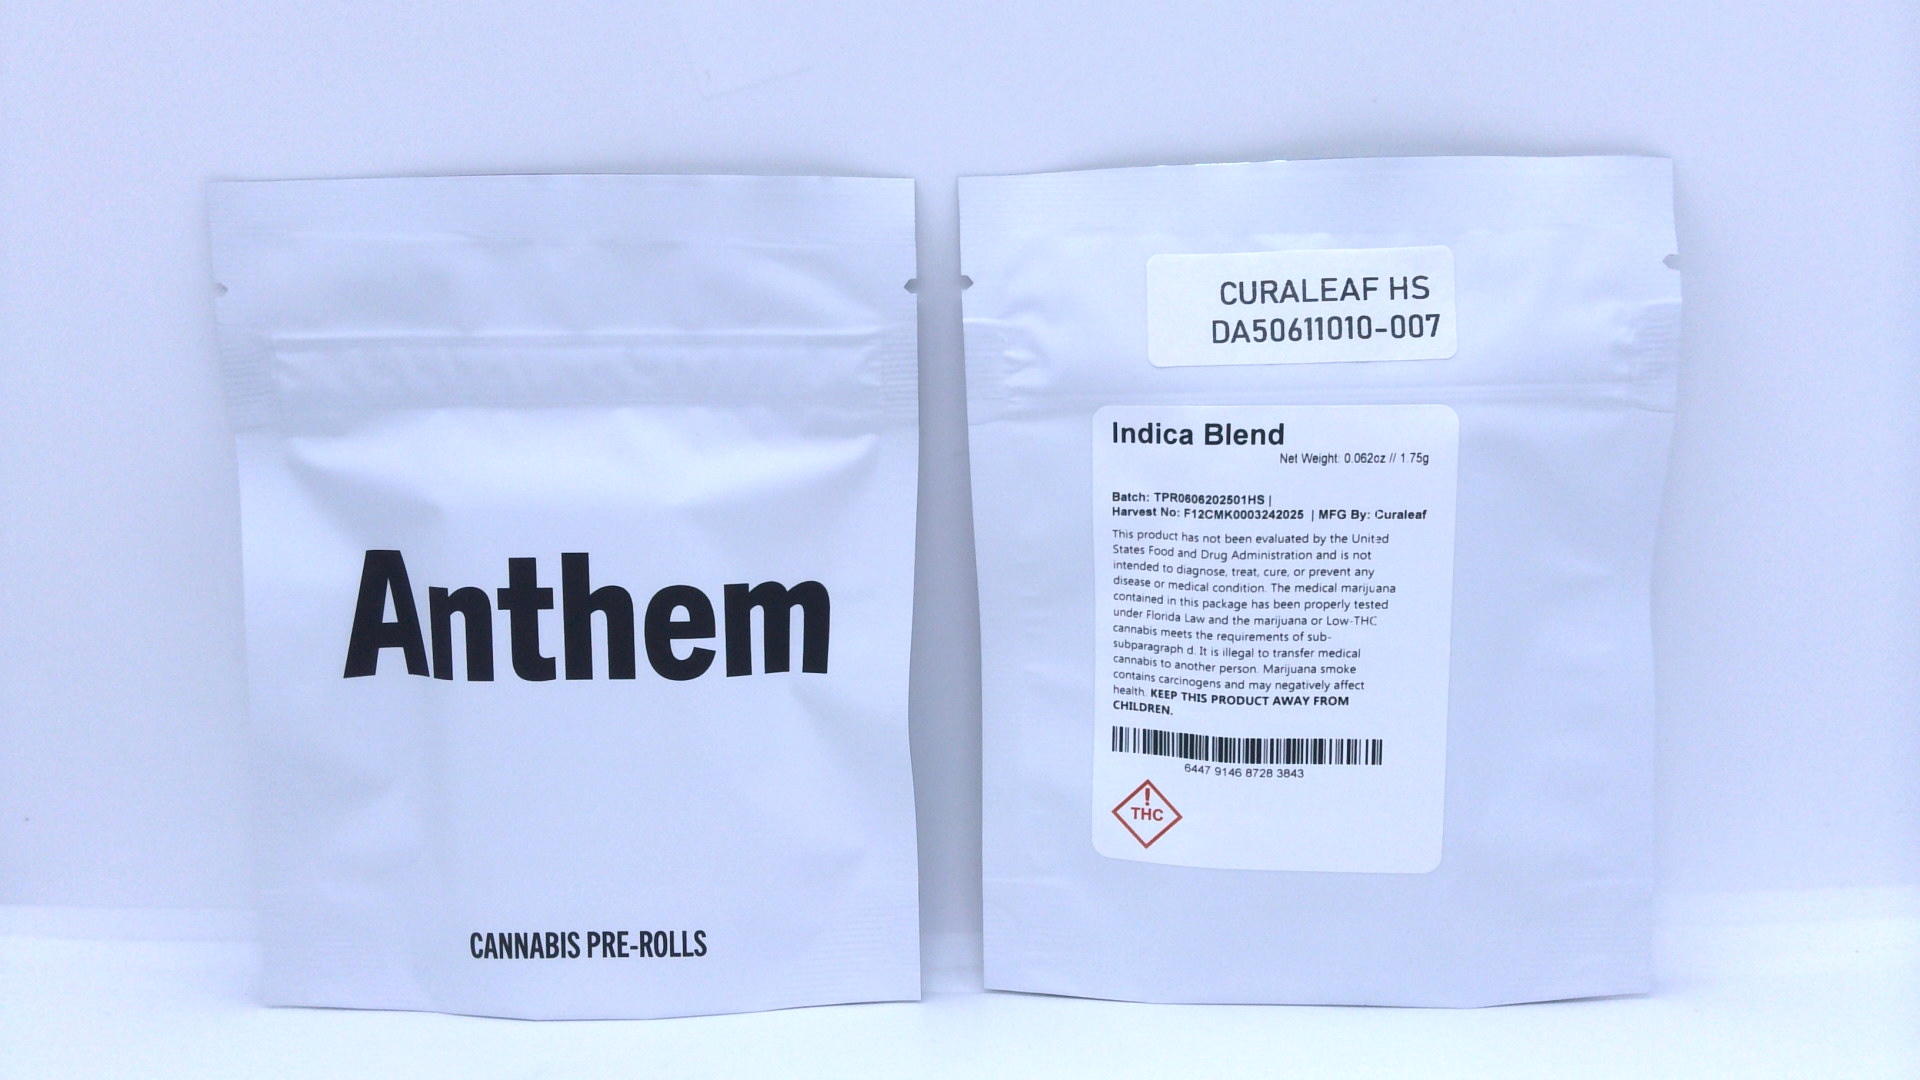 Anthem
CANNABIS PRE-ROLLS
CURALEAF HS
DA50611010-007
Indica Blend
Net Weight: 0.062oz // 1.75g
Batch: TPR0606202501HS |
Harvest No: F12CMK0003242025 | MFG By: Curaleaf
This product has not been evaluated by the United
States Food and Drug Administration and is not
intended to diagnose, treat, cure, or prevent any
disease or medical condition. The medical marijuana
contained in this package has been properly tested
under Florida Law and the marijuana or Low-THC
cannabis meets the requirements of sub-
subparagraph d. It is illegal to transfer medical
cannabis to another person. Marijuana smoke
contains carcinogens and may negatively affect
health. KEEP THIS PRODUCT AWAY FROM
CHILDREN.
6447 9146 8728 3843
!
THC